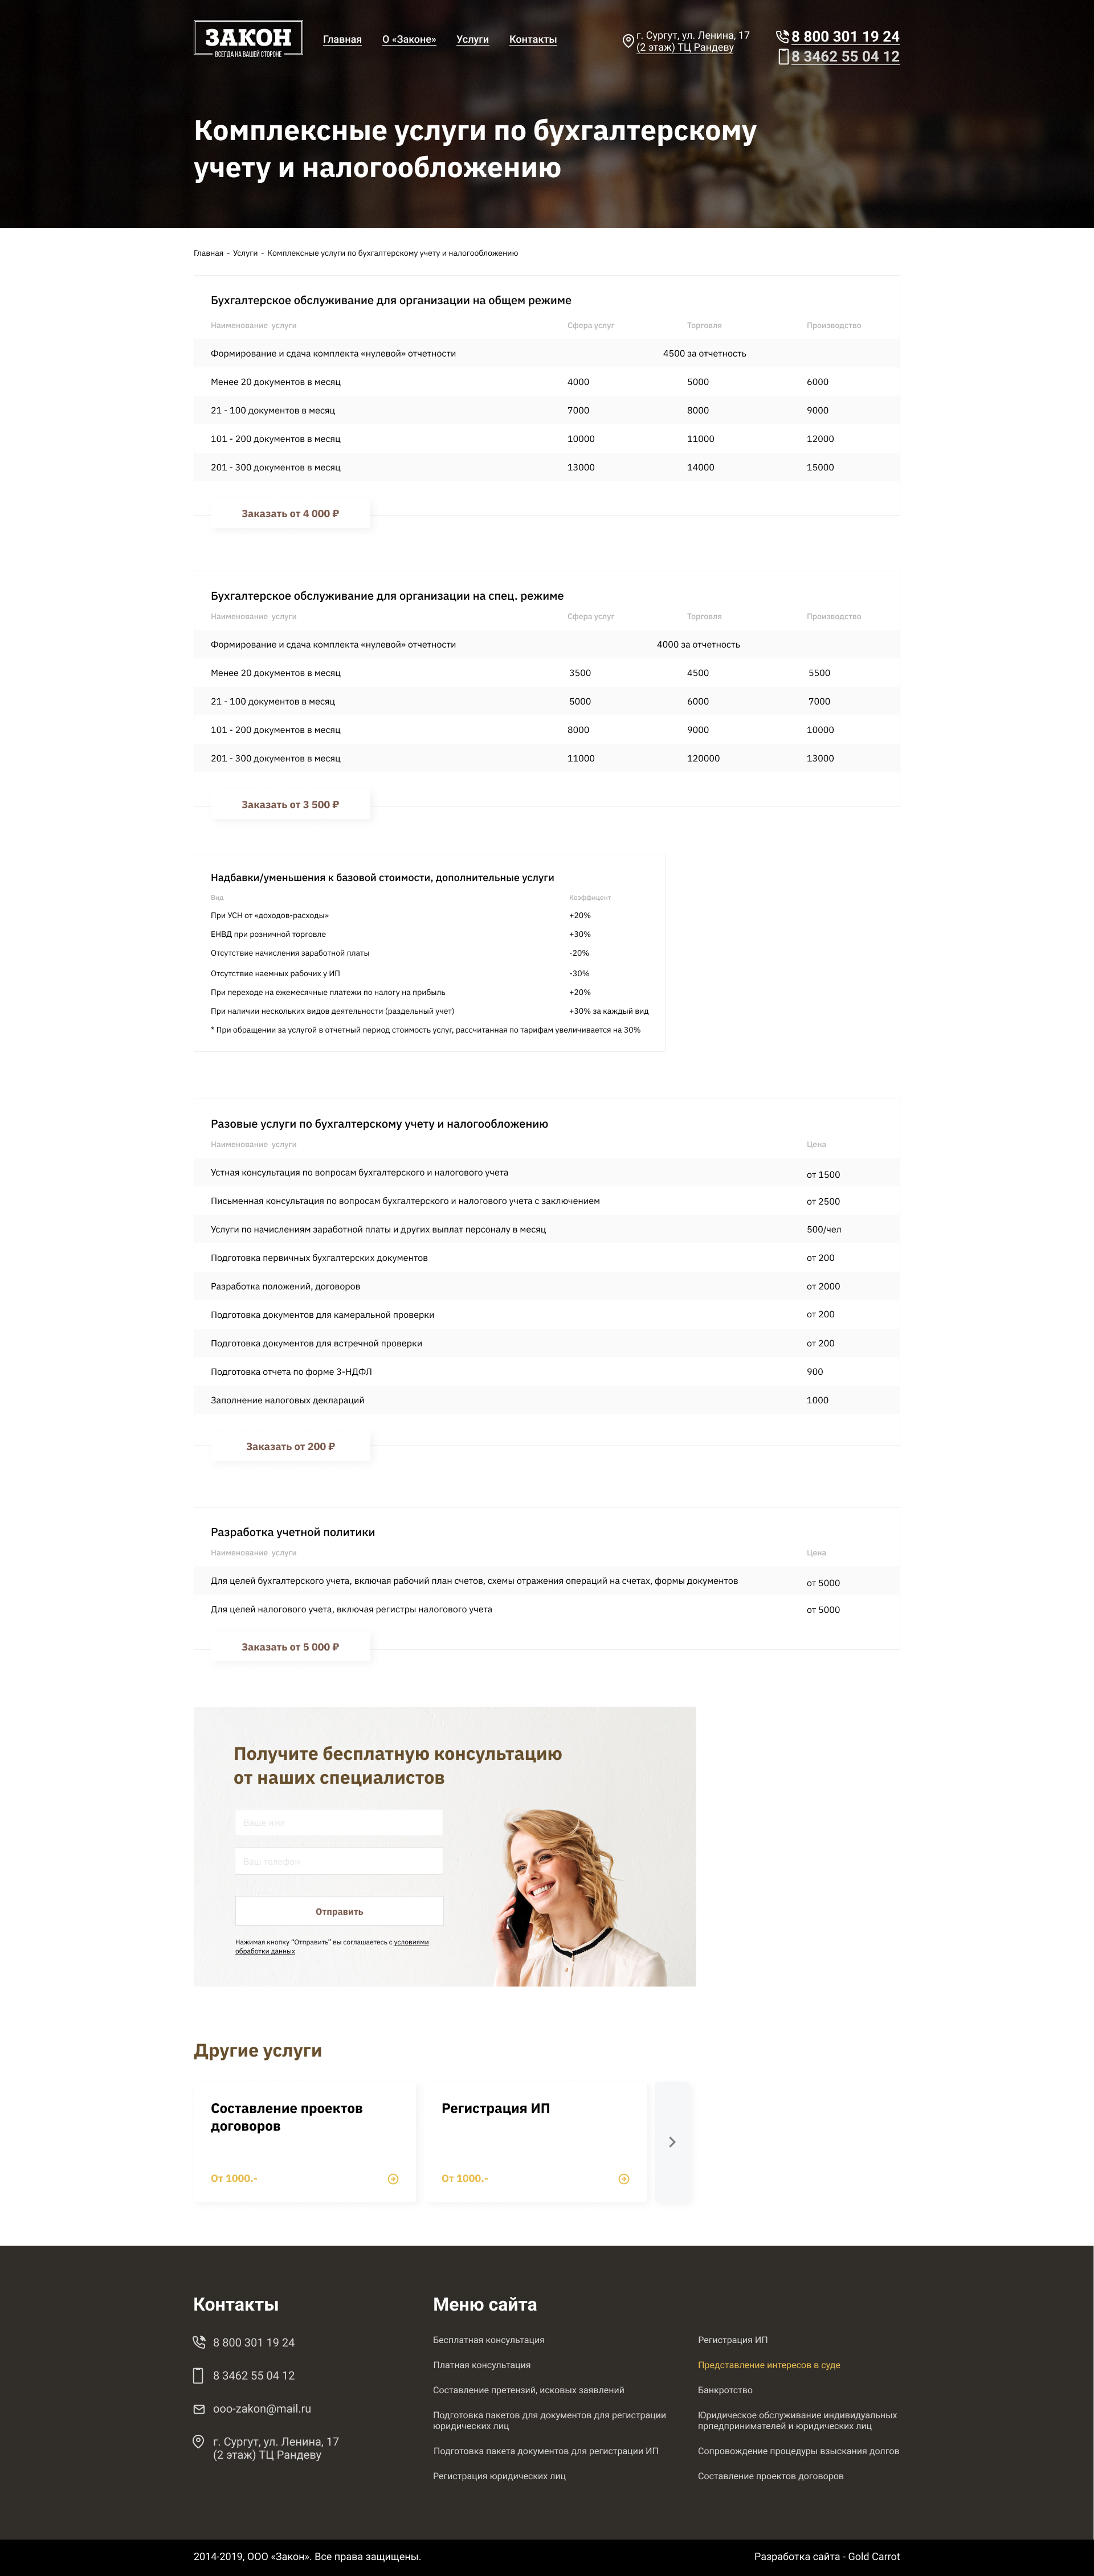 ЗАКОН
ВСЕГДА НА ВАШЕЙ СТОРОНЕ
Главная О «Законе» Услуги Контакты
г. Сургут, ул. Ленина, 17
(2 этаж) ТЦ Рандеву
8 800 301 19 24
8 3462 55 04 12
Комплексные услуги по бухгалтерскому
учету и налогообложению
Главная - Услуги - Комплексные услуги по бухгалтерскому учету и налогообложению
Бухгалтерское обслуживание для организации на общем режиме
Наименование услуги Сфера услуг Торговля Производство
Формирование и сдача комплекта «нулевой» отчетности 4500 за отчетность
Менее 20 документов в месяц 4000 5000 6000
21 - 100 документов в месяц 7000 8000 9000
101 - 200 документов в месяц 10000 11000 12000
201 - 300 документов в месяц 13000 14000 15000
Заказать от 4 000 ₽
Бухгалтерское обслуживание для организации на спец. режиме
Наименование услуги Сфера услуг Торговля Производство
Формирование и сдача комплекта «нулевой» отчетности 4000 за отчетность
Менее 20 документов в месяц 3500 4500 5500
21 - 100 документов в месяц 5000 6000 7000
101 - 200 документов в месяц 8000 9000 10000
201 - 300 документов в месяц 11000 120000 13000
Заказать от 3 500 ₽
Надбавки/уменьшения к базовой стоимости, дополнительные услуги
Вид Коэффицент
При УСН от «доходов-расходы» +20%
ЕНВД при розничной торговле +30%
Отсутствие начисления заработной платы -20%
Отсутствие наемных рабочих у ИП -30%
При переходе на ежемесячные платежи по налогу на прибыль +20%
При наличии нескольких видов деятельности (раздельный учет) +30% за каждый вид
* При обращении за услугой в отчетный период стоимость услуг, рассчитанная по тарифам увеличивается на 30%
Разовые услуги по бухгалтерскому учету и налогообложению
Наименование услуги Цена
Устная консультация по вопросам бухгалтерского и налогового учета от 1500
Письменная консультация по вопросам бухгалтерского и налогового учета с заключением от 2500
Услуги по начислениям заработной платы и других выплат персоналу в месяц 500/чел
Подготовка первичных бухгалтерских документов от 200
Разработка положений, договоров от 2000
Подготовка документов для камеральной проверки от 200
Подготовка документов для встречной проверки от 200
Подготовка отчета по форме 3-НДФЛ 900
Заполнение налоговых деклараций 1000
Заказать от 200 ₽
Разработка учетной политики
Наименование услуги Цена
Для целей бухгалтерского учета, включая рабочий план счетов, схемы отражения операций на счетах, формы документов от 5000
Для целей налогового учета, включая регистры налогового учета от 5000
Заказать от 5 000 ₽
Получите бесплатную консультацию
от наших специалистов
Ваше имя
Ваш телефон
Отправить
Нажимая кнопку "Отправить" вы соглашаетесь с условиями
обработки данных
Другие услуги
Составление проектов
договоров
От 1000.-
Регистрация ИП
От 1000.-
Контакты
8 800 301 19 24
8 3462 55 04 12
ooo-zakon@mail.ru
г. Сургут, ул. Ленина, 17
(2 этаж) ТЦ Рандеву
Меню сайта
Бесплатная консультация
Платная консультация
Составление претензий, исковых заявлений
Подготовка пакетов для документов для регистрации
юридических лиц
Подготовка пакета документов для регистрации ИП
Регистрация юридических лиц
Регистрация ИП
Представление интересов в суде
Банкротство
Юридическое обслуживание индивидуальных
прпедпринимателей и юридических лиц
Сопровождение процедуры взыскания долгов
Составление проектов договоров
2014-2019, ООО «Закон». Все права защищены.
Разработка сайта - Gold Carrot